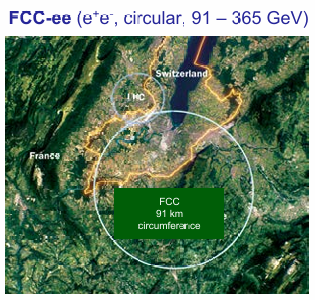 FCC-ee (e⁺e⁻, circular, 91 – 365 GeV)
Switzerland
LHC
France
FCC
91 km
circumference